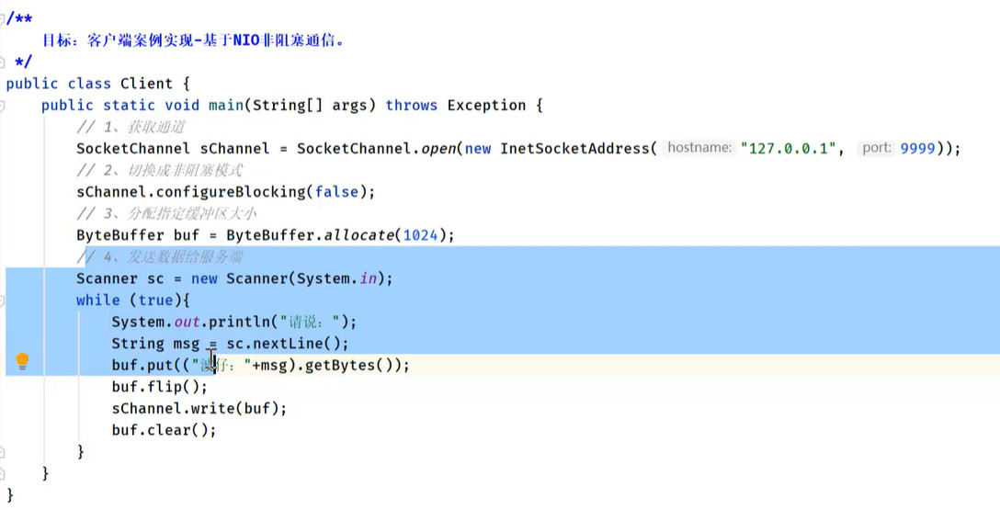 /**
目标：客户端案例实现-基于NIO非阻塞通信。
*/
public class Client {
public static void main(String[] args) throws Exception {
// 1、获取通道
SocketChannel sChannel = SocketChannel.open(new InetSocketAddress( hostname: "127.0.0.1", port: 9999));
// 2、切换成非阻塞模式
sChannel.configureBlocking(false);
// 3、分配指定缓冲区大小
ByteBuffer buf = ByteBuffer.allocate(1024);
// 4、发送数据给服务端
Scanner sc = new Scanner(System.in);
while (true){
System.out.println("请说：");
String msg = sc.nextLine();
buf.put(("仔："+msg).getBytes());
buf.flip();
sChannel.write(buf);
buf.clear();
}
}
}